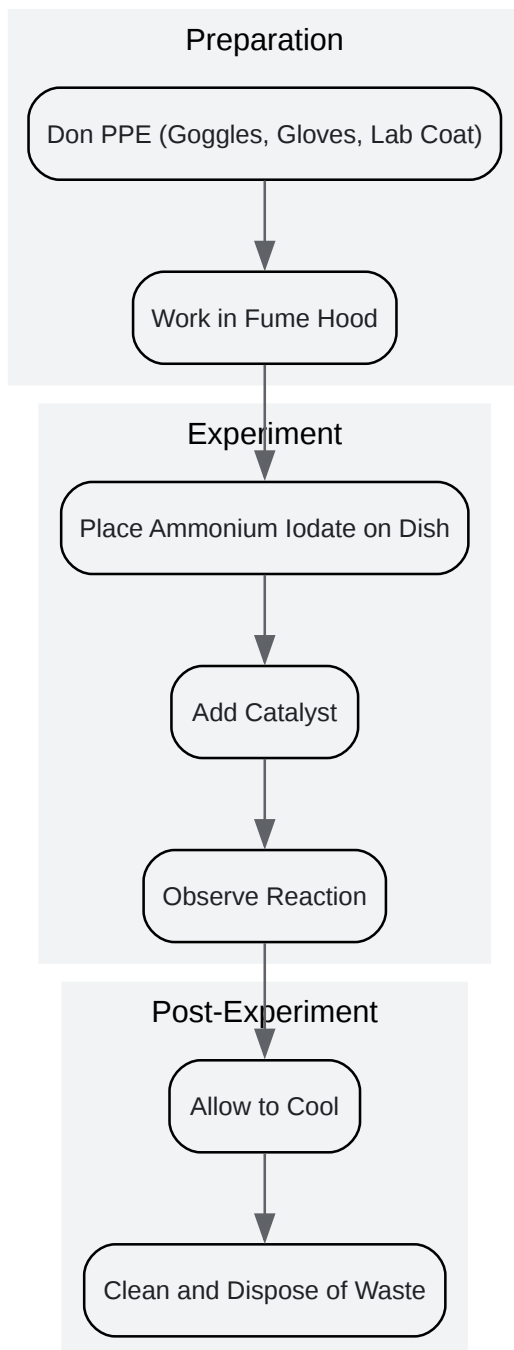 Preparation
Don PPE (Goggles, Gloves, Lab Coat)
Work in Fume Hood
Experiment
Place Ammonium Iodate on Dish
Add Catalyst
Observe Reaction
Post-Experiment
Allow to Cool
Clean and Dispose of Waste